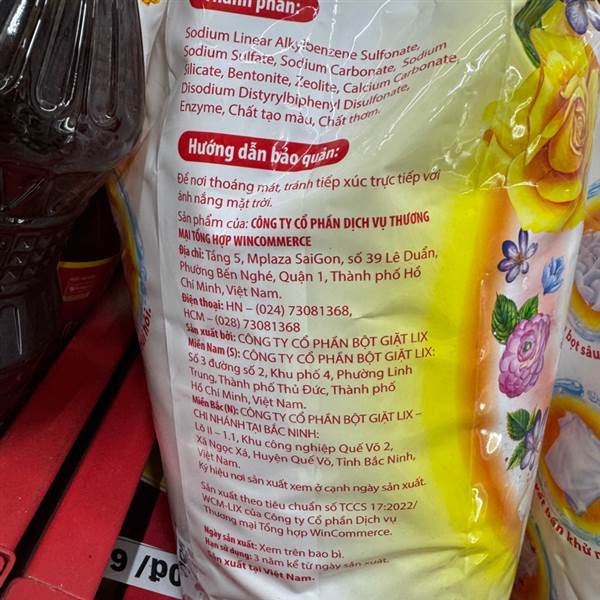 Thành phần:
Sodium Linear Alkylbenzene Sulfonate,
Sodium Sulfate, Sodium Carbonate, Sodium
Silicate, Bentonite, Zeolite, Calcium Carbonate,
Disodium Distyrylbiphenyl Disulfonate,
Enzyme, Chất tạo màu, Chất thơm.
Hướng dẫn bảo quản:
Để nơi thoáng mát, tránh tiếp xúc trực tiếp với
ánh nắng mặt trời.
Sản phẩm của: CÔNG TY CỔ PHẦN DỊCH VỤ THƯƠNG
MẠI TỔNG HỢP WINCOMMERCE
Địa chỉ: Tầng 5, Mplaza SaiGon, số 39 Lê Duẩn,
Phường Bến Nghé, Quận 1, Thành phố Hồ
Chí Minh, Việt Nam.
Điện thoại: HN – (024) 73081368,
HCM – (028) 73081368
Sản xuất bởi: CÔNG TY CỔ PHẦN BỘT GIẶT LIX
Miền Nam (S): CÔNG TY CỔ PHẦN BỘT GIẶT LIX:
Số 3 đường số 2, Khu phố 4, Phường Linh
Trung, Thành phố Thủ Đức, Thành phố
Hồ Chí Minh, Việt Nam.
Miền Bắc(N): CÔNG TY CỔ PHẦN BỘT GIẶT LIX –
CHI NHÁNH TẠI BẮC NINH:
Lô II – 1.1, Khu công nghiệp Quế Võ 2,
Xã Ngọc Xá, Huyện Quế Võ, Tỉnh Bắc Ninh,
Việt Nam.
Ký hiệu nơi sản xuất xem ở cạnh ngày sản xuất.
Sản xuất theo tiêu chuẩn số TCCS 17:2022/
WCM-LIX của Công ty Cổ phần Dịch vụ
Thương mại Tổng hợp WinCommerce.
Ngày sản xuất: Xem trên bao bì.
Hạn sử dụng: 3 năm kể từ ngày sản xuất.
Sản xuất tại Việt Nam.
bọt sâu